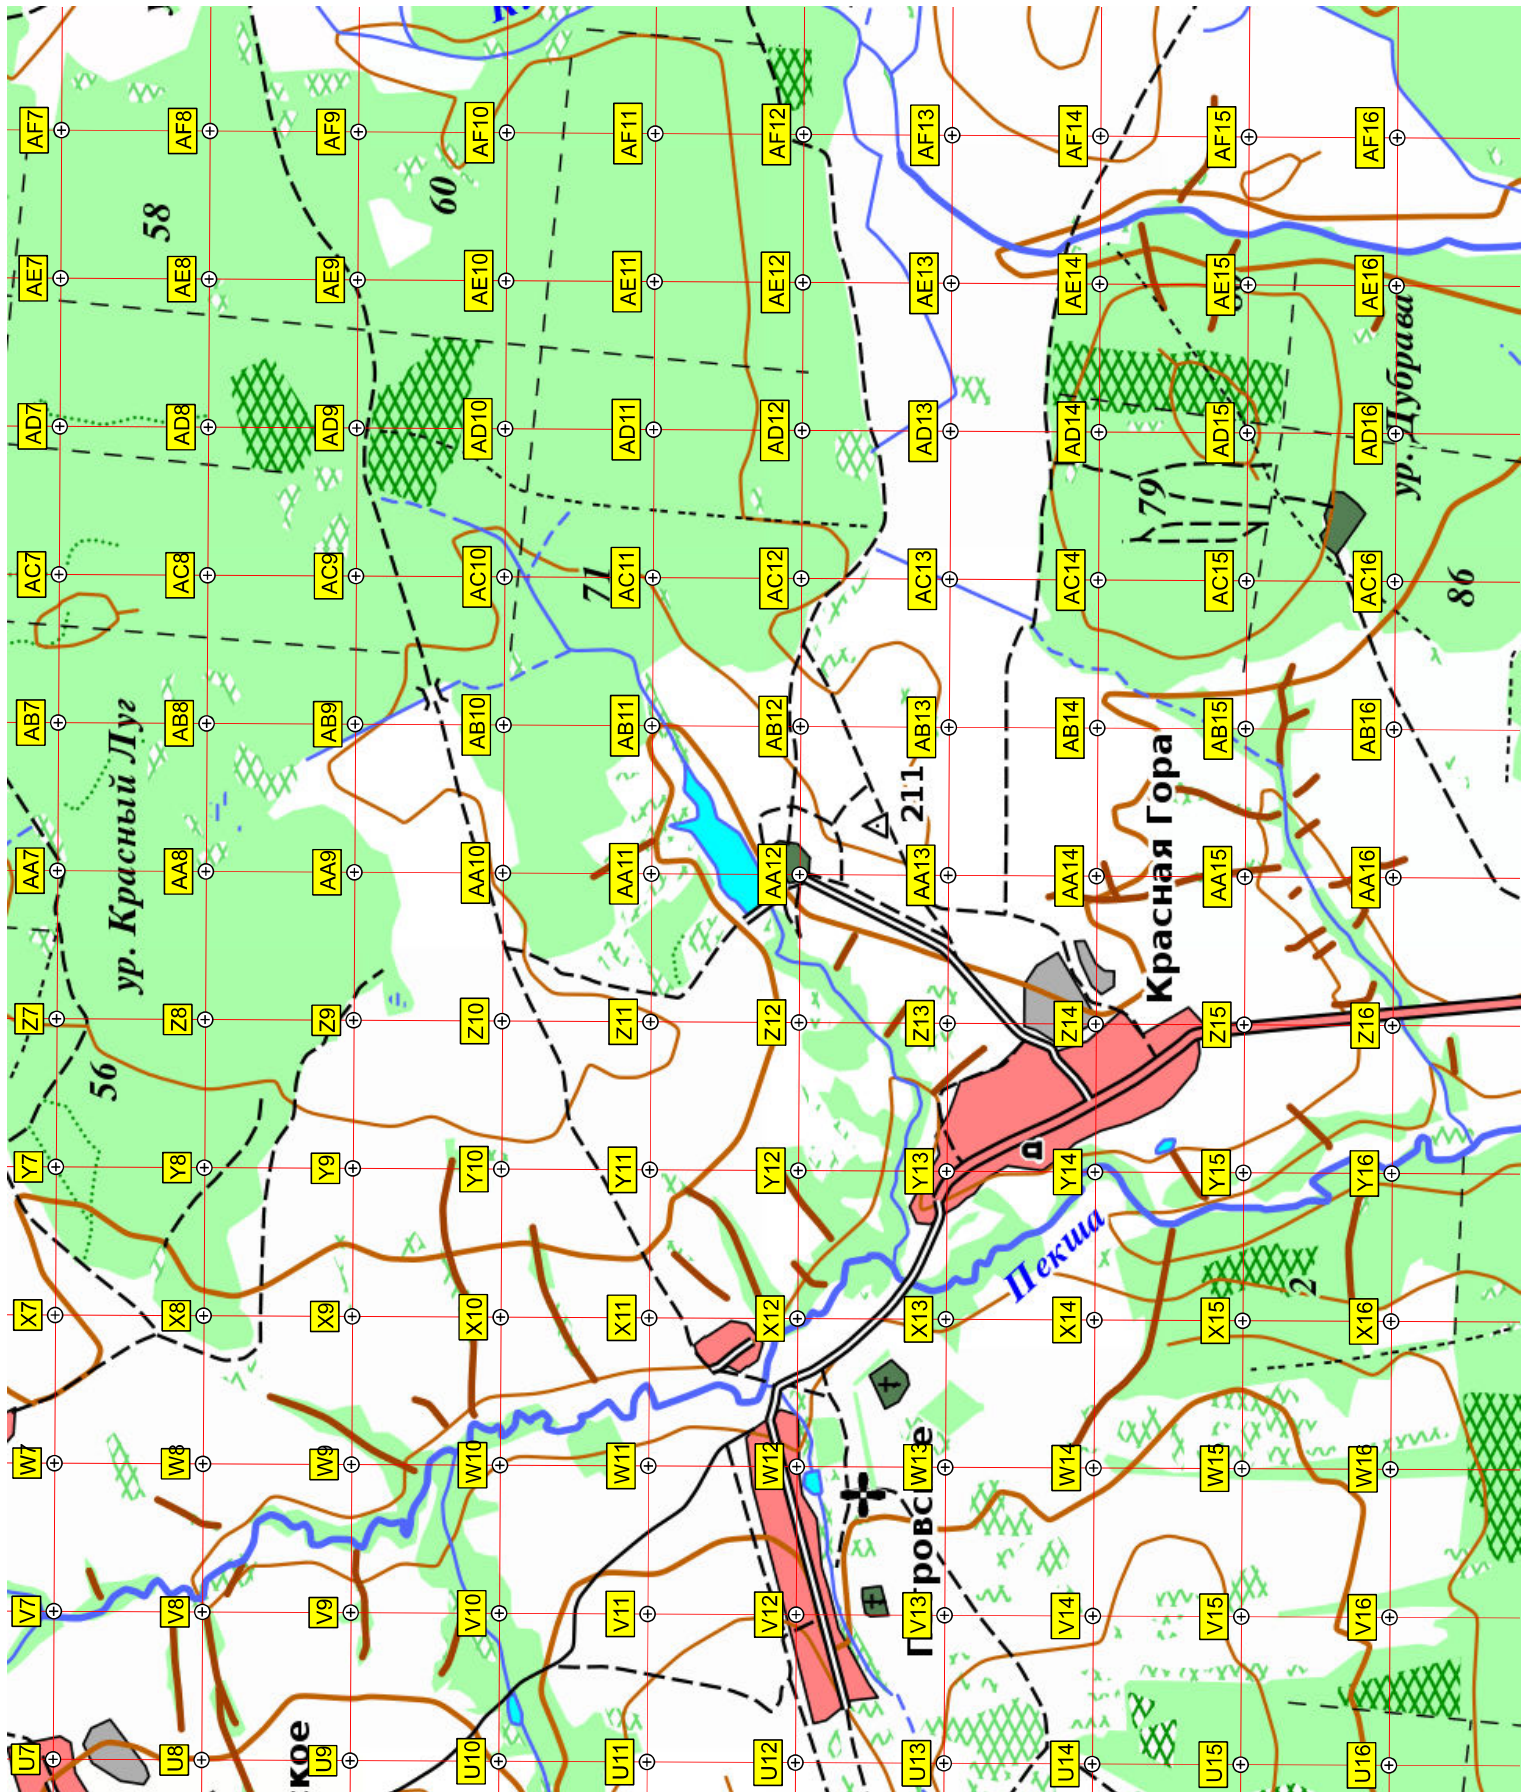 AF7 AF8 AF9 AF10 AF11 AF12 AF13 AF14 AF15 AF16
58
60
AE7 AE8 AE9 AE10 AE11 AE12 AE13 AE14 AE15 AE16
ур. Дубрава
AD7 AD8 AD9 AD10 AD11 AD12 AD13 AD14 AD15 AD16
79
AC7 AC8 AC9 AC10 AC11 AC12 AC13 AC14 AC15 AC16
71
86
ур. Красный Луг
AB7 AB8 AB9 AB10 AB11 AB12 AB13 AB14 AB15 AB16
211
Красная Гора
AA7 AA8 AA9 AA10 AA11 AA12 AA13 AA14 AA15 AA16
Z7 Z8 Z9 Z10 Z11 Z12 Z13 Z14 Z15 Z16
56
Д
Y7 Y8 Y9 Y10 Y11 Y12 Y13 Y14 Y15 Y16
Пекша
2
X7 X8 X9 X10 X11 X12 X13 X14 X15 X16
W7 W8 W9 W10 W11 W12 W13 W14 W15 W16
V7 V8 V9 V10 V11 V12 V13 V14 V15 V16
U7 U8 U9 U10 U11 U12 U13 U14 U15 U16
ское